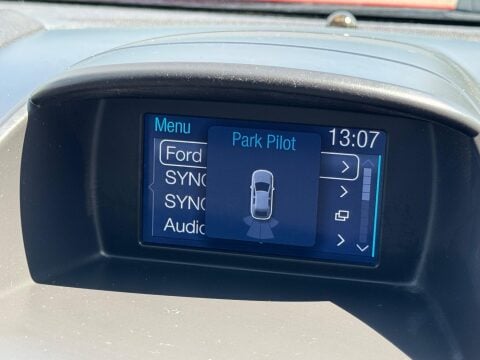 Menu
Park Pilot
13:07
Ford
SYNC
SYNC
Audio